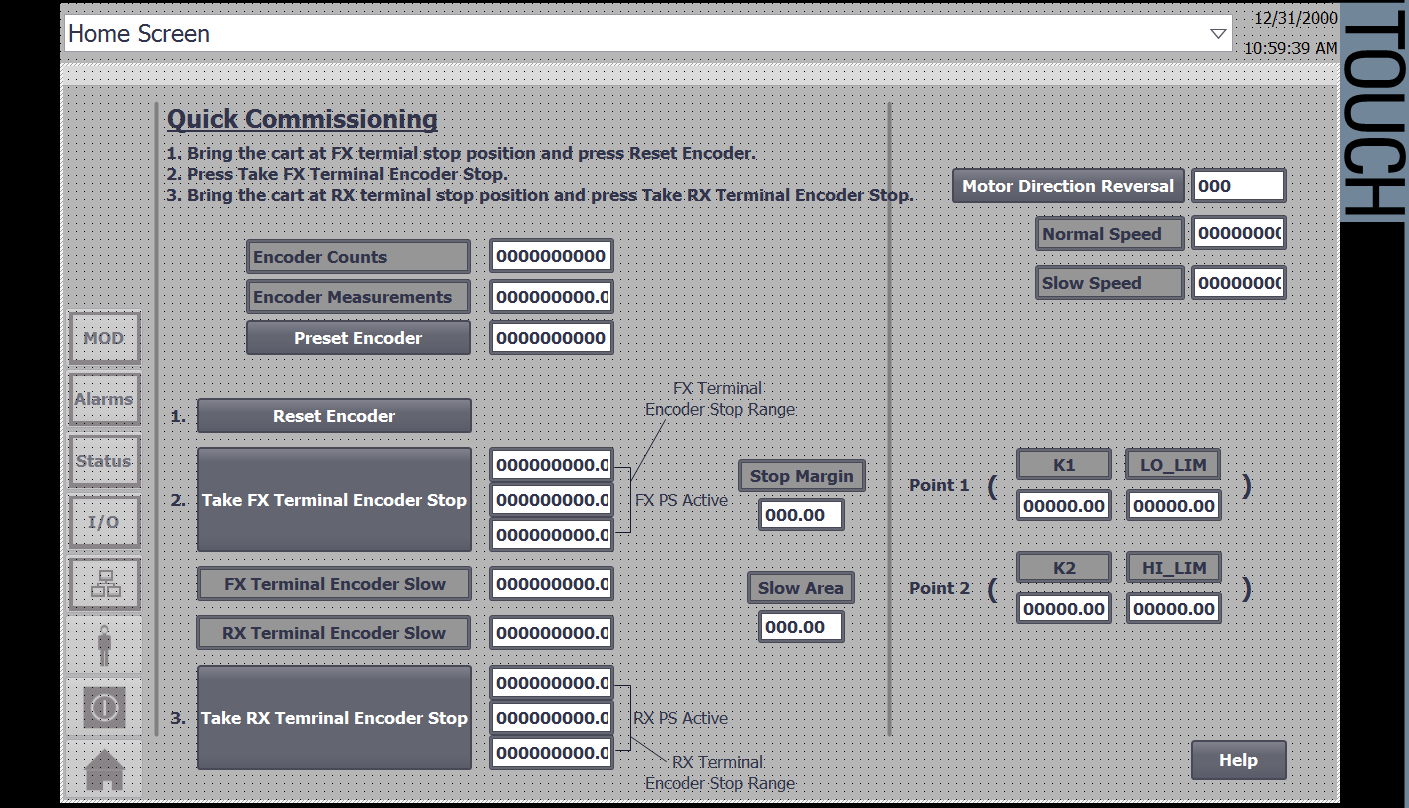 Home Screen
12/31/2000
10:59:39 AM
TOUCH
Quick Commissioning
1. Bring the cart at FX termial stop position and press Reset Encoder.
2. Press Take FX Terminal Encoder Stop.
3. Bring the cart at RX terminal stop position and press Take RX Terminal Encoder Stop.
Motor Direction Reversal 000
Normal Speed 00000000
Slow Speed 00000000
Encoder Counts 0000000000
Encoder Measurements 000000000.0
Preset Encoder 0000000000
MOD
Alarms
Status
I/O
FX Terminal
Encoder Stop Range
1. Reset Encoder
000000000.0
2. Take FX Terminal Encoder Stop 000000000.0 FX PS Active
000000000.0
Stop Margin
000.00
FX Terminal Encoder Slow 000000000.0
RX Terminal Encoder Slow 000000000.0
Slow Area
000.00
000000000.0
3. Take RX Temrinal Encoder Stop 000000000.0 RX PS Active
000000000.0
RX Terminal
Encoder Stop Range
K1 LO_LIM
Point 1 ( )
00000.00 00000.00
K2 HI_LIM
Point 2 ( )
00000.00 00000.00
Help